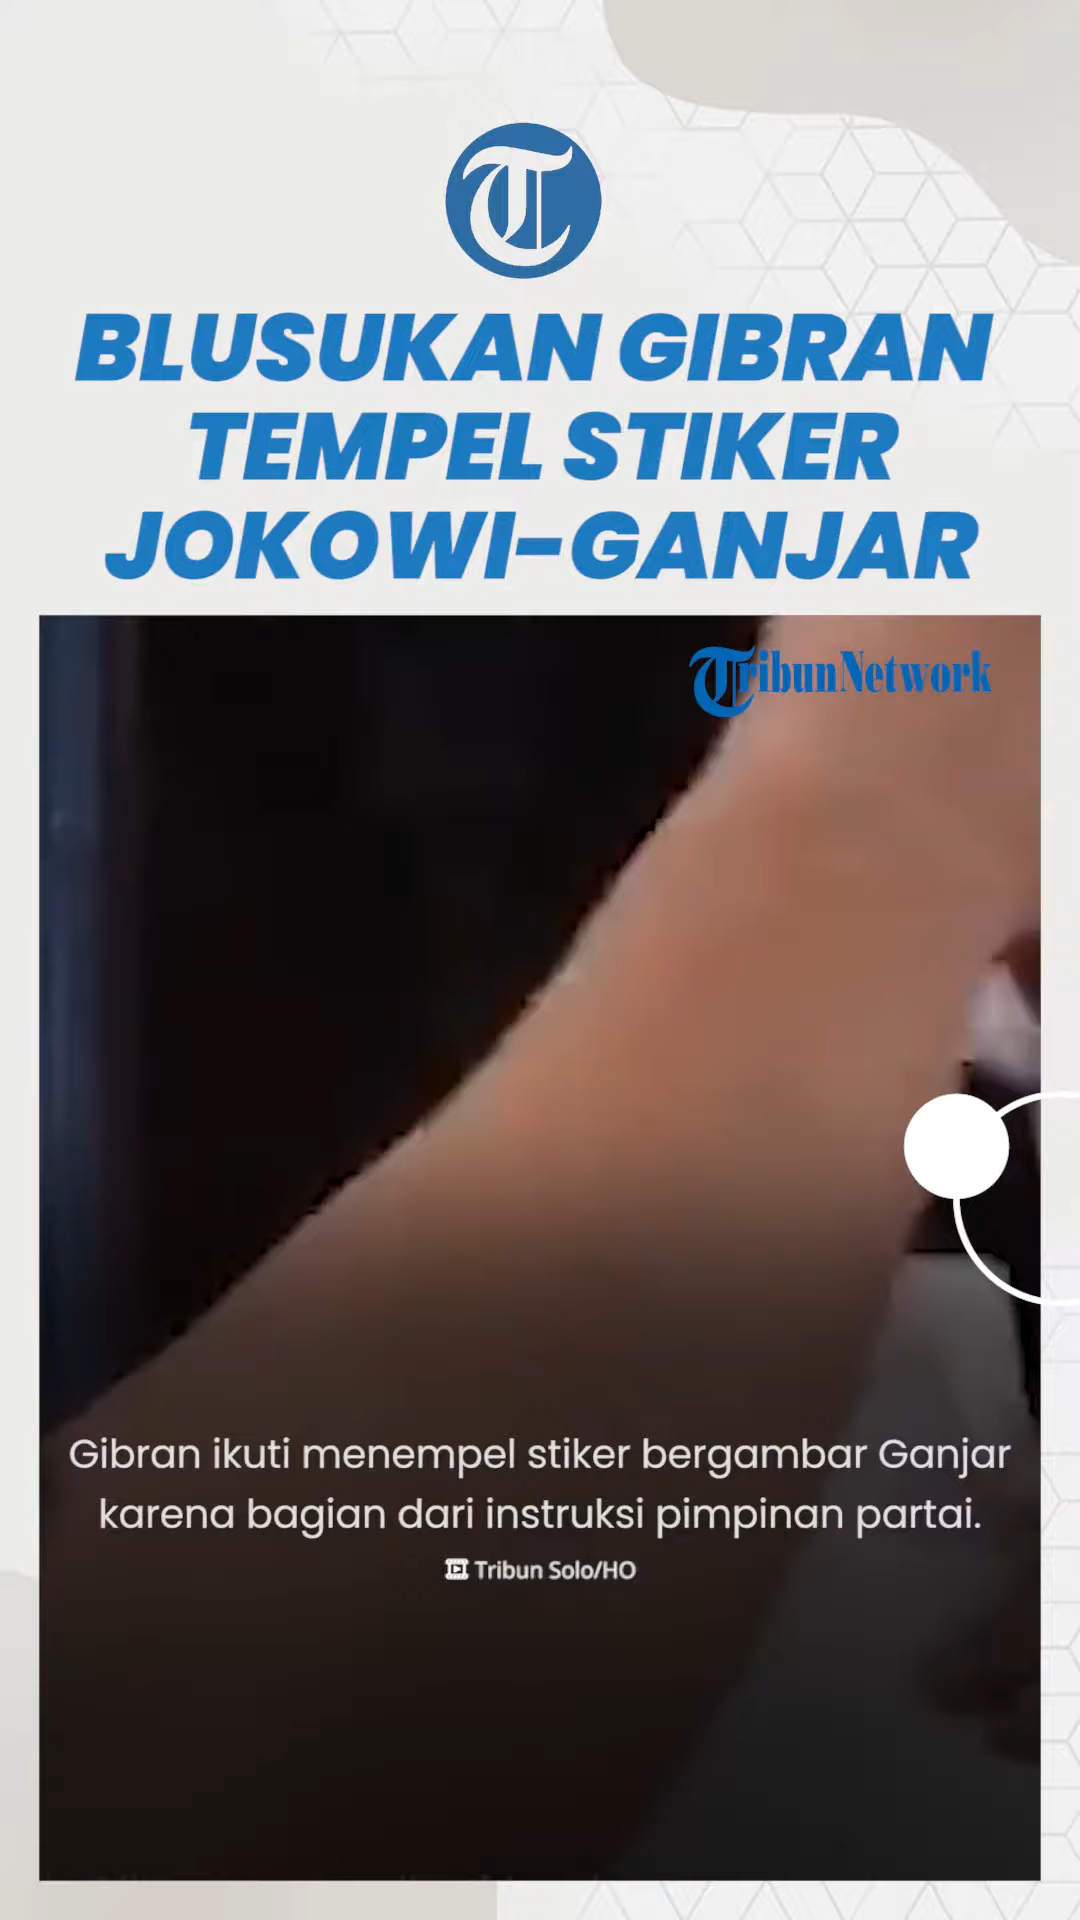 T
BLUSUKAN GIBRAN
TEMPEL STIKER
JOKOWI-GANJAR
TribunNetwork
Gibran ikuti menempel stiker bergambar Ganjar
karena bagian dari instruksi pimpinan partai.
Tribun Solo/HO